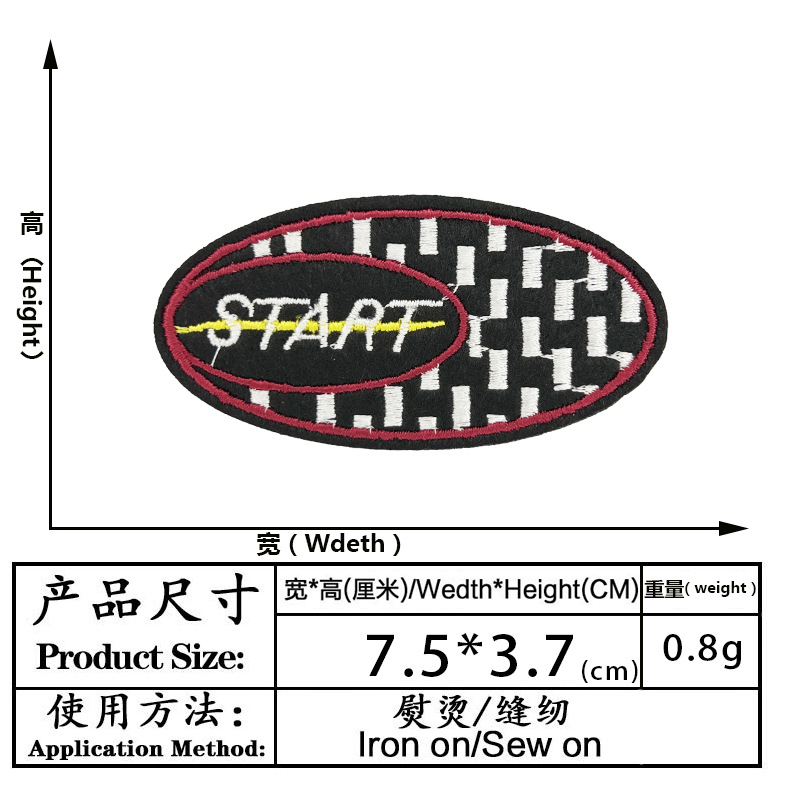 高（Height）
START
宽（Wdeth）
产品尺寸
Product Size:
宽*高(厘米)/Wedth*Height(CM)
重量( weight )
7.5*3.7(cm)
0.8g
使用方法：
Application Method:
熨烫/缝纫
Iron on/Sew on